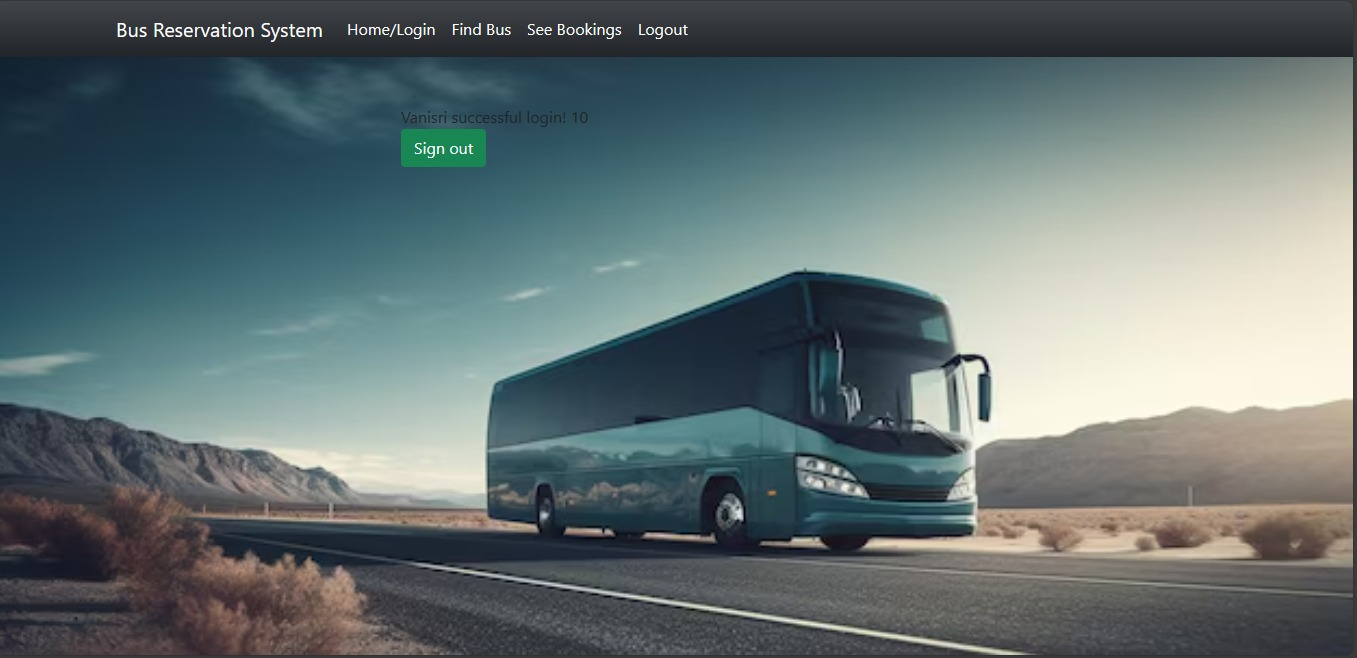 Bus Reservation System Home/Login Find Bus See Bookings Logout
Vanisri successful login! 10
Sign out